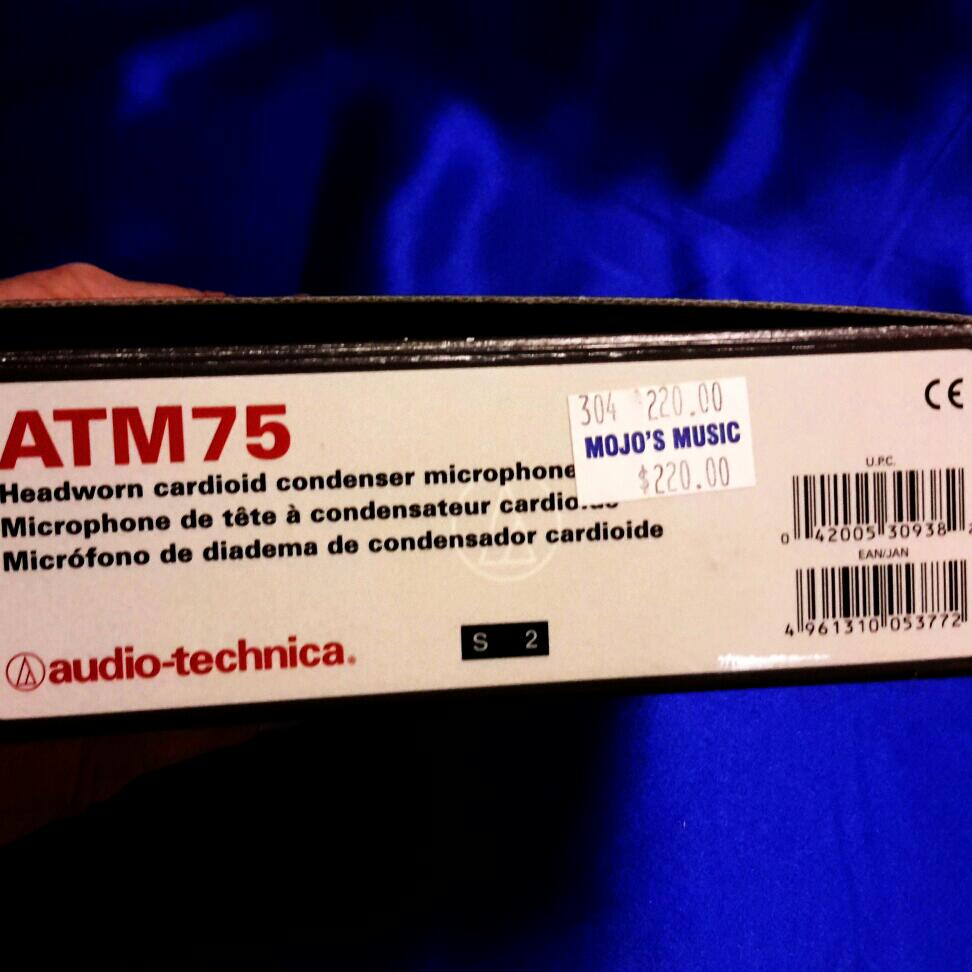 ATM75
Headworn cardioid condenser microphone
Microphone de tête à condensateur
Micrófono de diadema de condensador cardioide
audio-technica
S 2
304 $220.00
MOJO'S MUSIC
$220.00
CE
U.P.C.
0 42005 30938 2
EAN/JAN
4 961310 053772